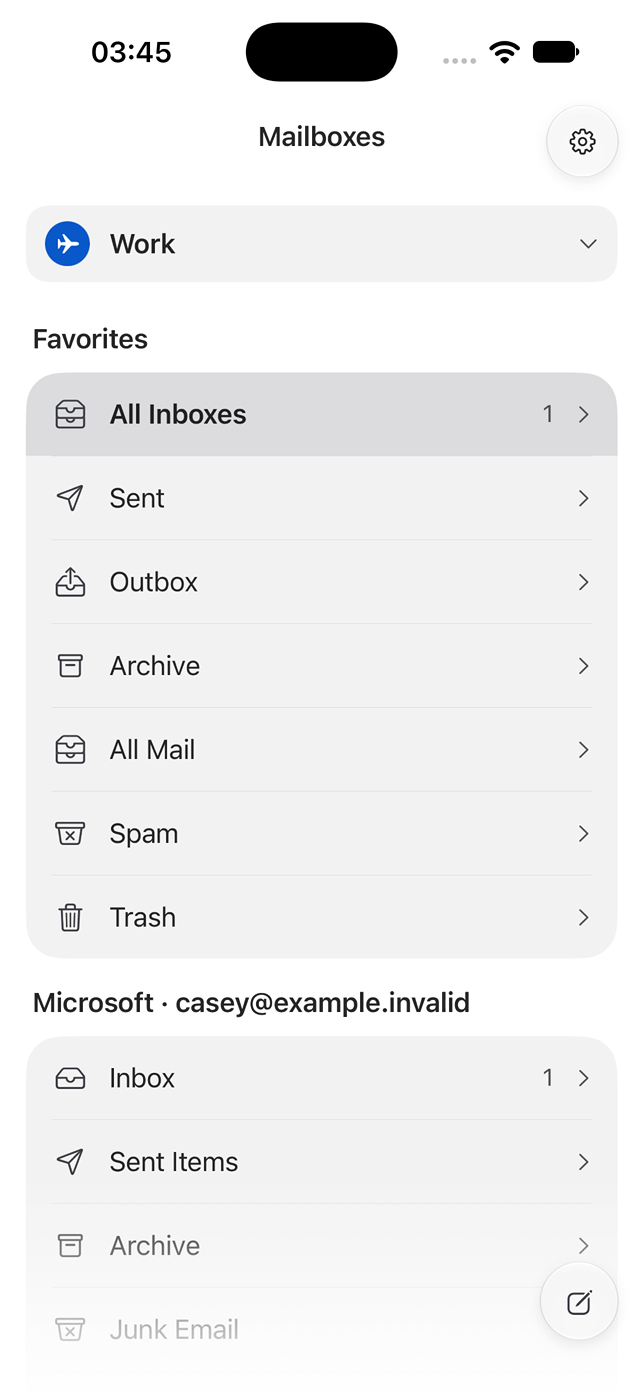 03:45
Mailboxes
Work
Favorites
All Inboxes 1
Sent
Outbox
Archive
All Mail
Spam
Trash
Microsoft · casey@example.invalid
Inbox 1
Sent Items
Archive
Junk Email